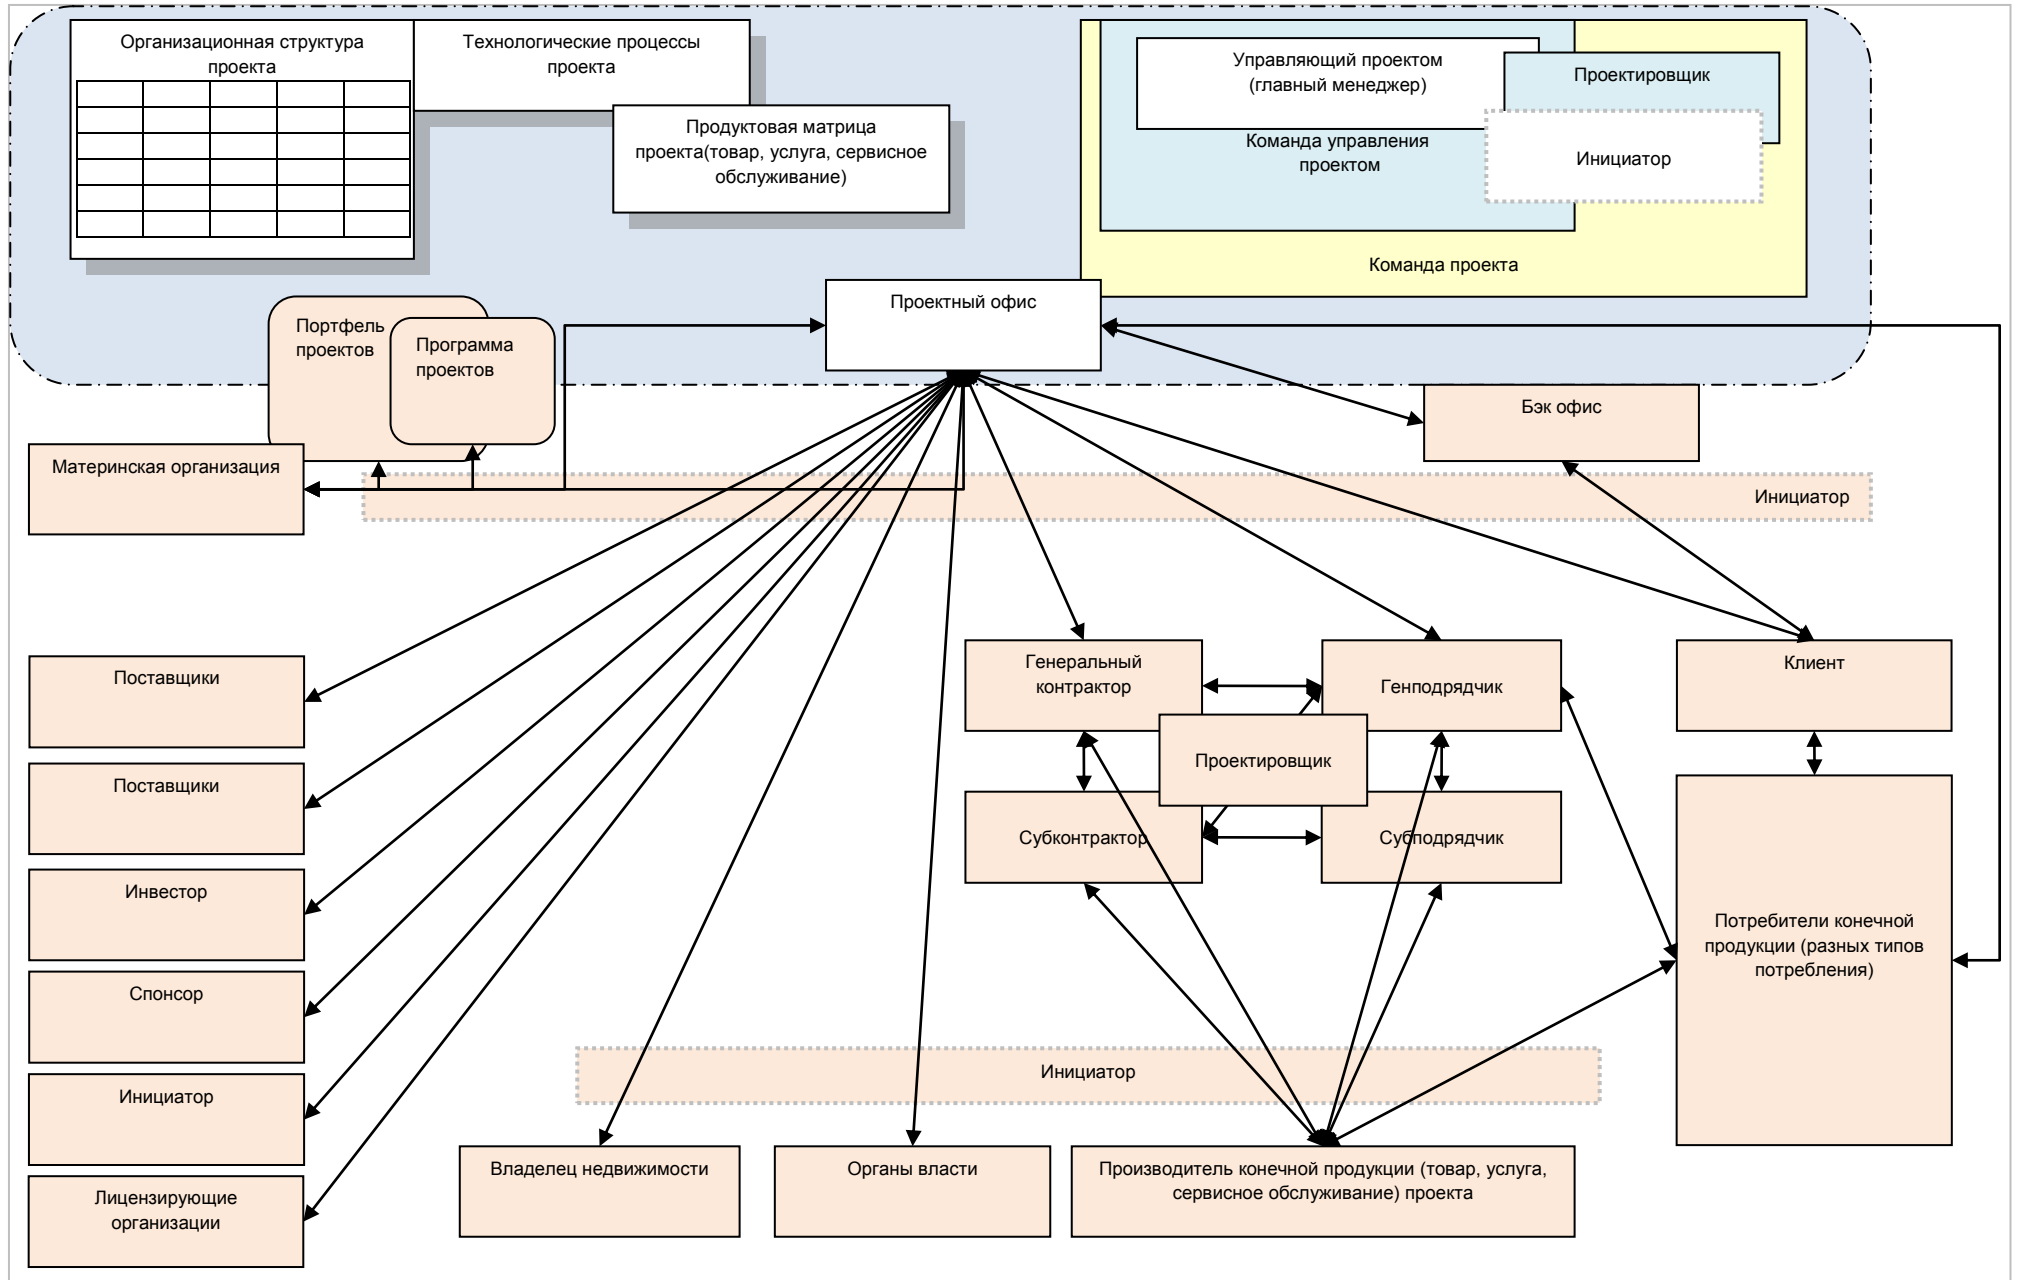 Организационная структура
проекта
Технологические процессы
проекта
Продуктовая матрица
проекта(товар, услуга, сервисное
обслуживание)
Управляющий проектом
(главный менеджер)
Проектировщик
Инициатор
Команда управления
проектом
Команда проекта
Проектный офис
Портфель
проектов
Программа
проектов
Бэк офис
Материнская организация
Инициатор
Поставщики
Поставщики
Инвестор
Спонсор
Инициатор
Лицензирующие
организации
Генеральный
контрактор
Генподрядчик
Проектировщик
Субконтрактор
Субподрядчик
Клиент
Потребители конечной
продукции (разных типов
потребления)
Инициатор
Владелец недвижимости
Органы власти
Производитель конечной продукции (товар, услуга,
сервисное обслуживание) проекта